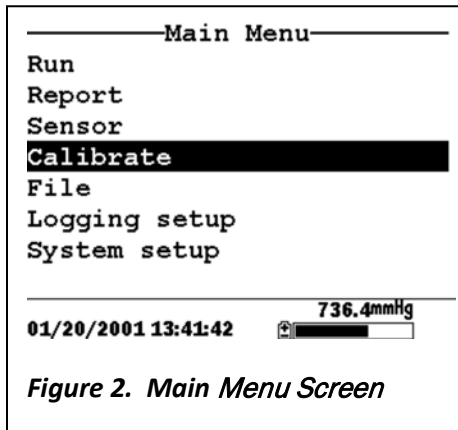 Main Menu
Run
Report
Sensor
Calibrate
File
Logging setup
System setup
736.4mmHg
01/20/2001 13:41:42
Figure 2. Main Menu Screen